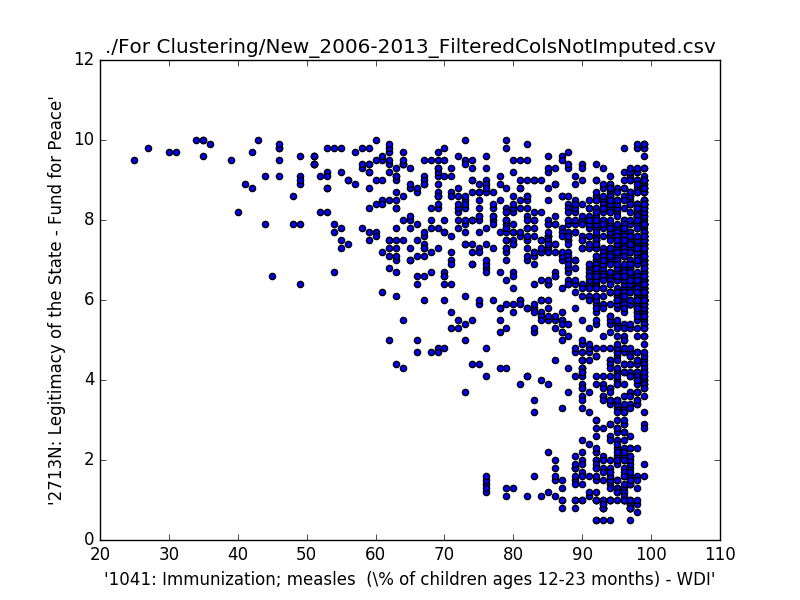 ./For Clustering/New_2006-2013_FilteredColsNotImputed.csv
12
10
8
6
4
2
0
'2713N: Legitimacy of the State - Fund for Peace'
20 30 40 50 60 70 80 90 100 110
'1041: Immunization; measles  (\% of children ages 12-23 months) - WDI'